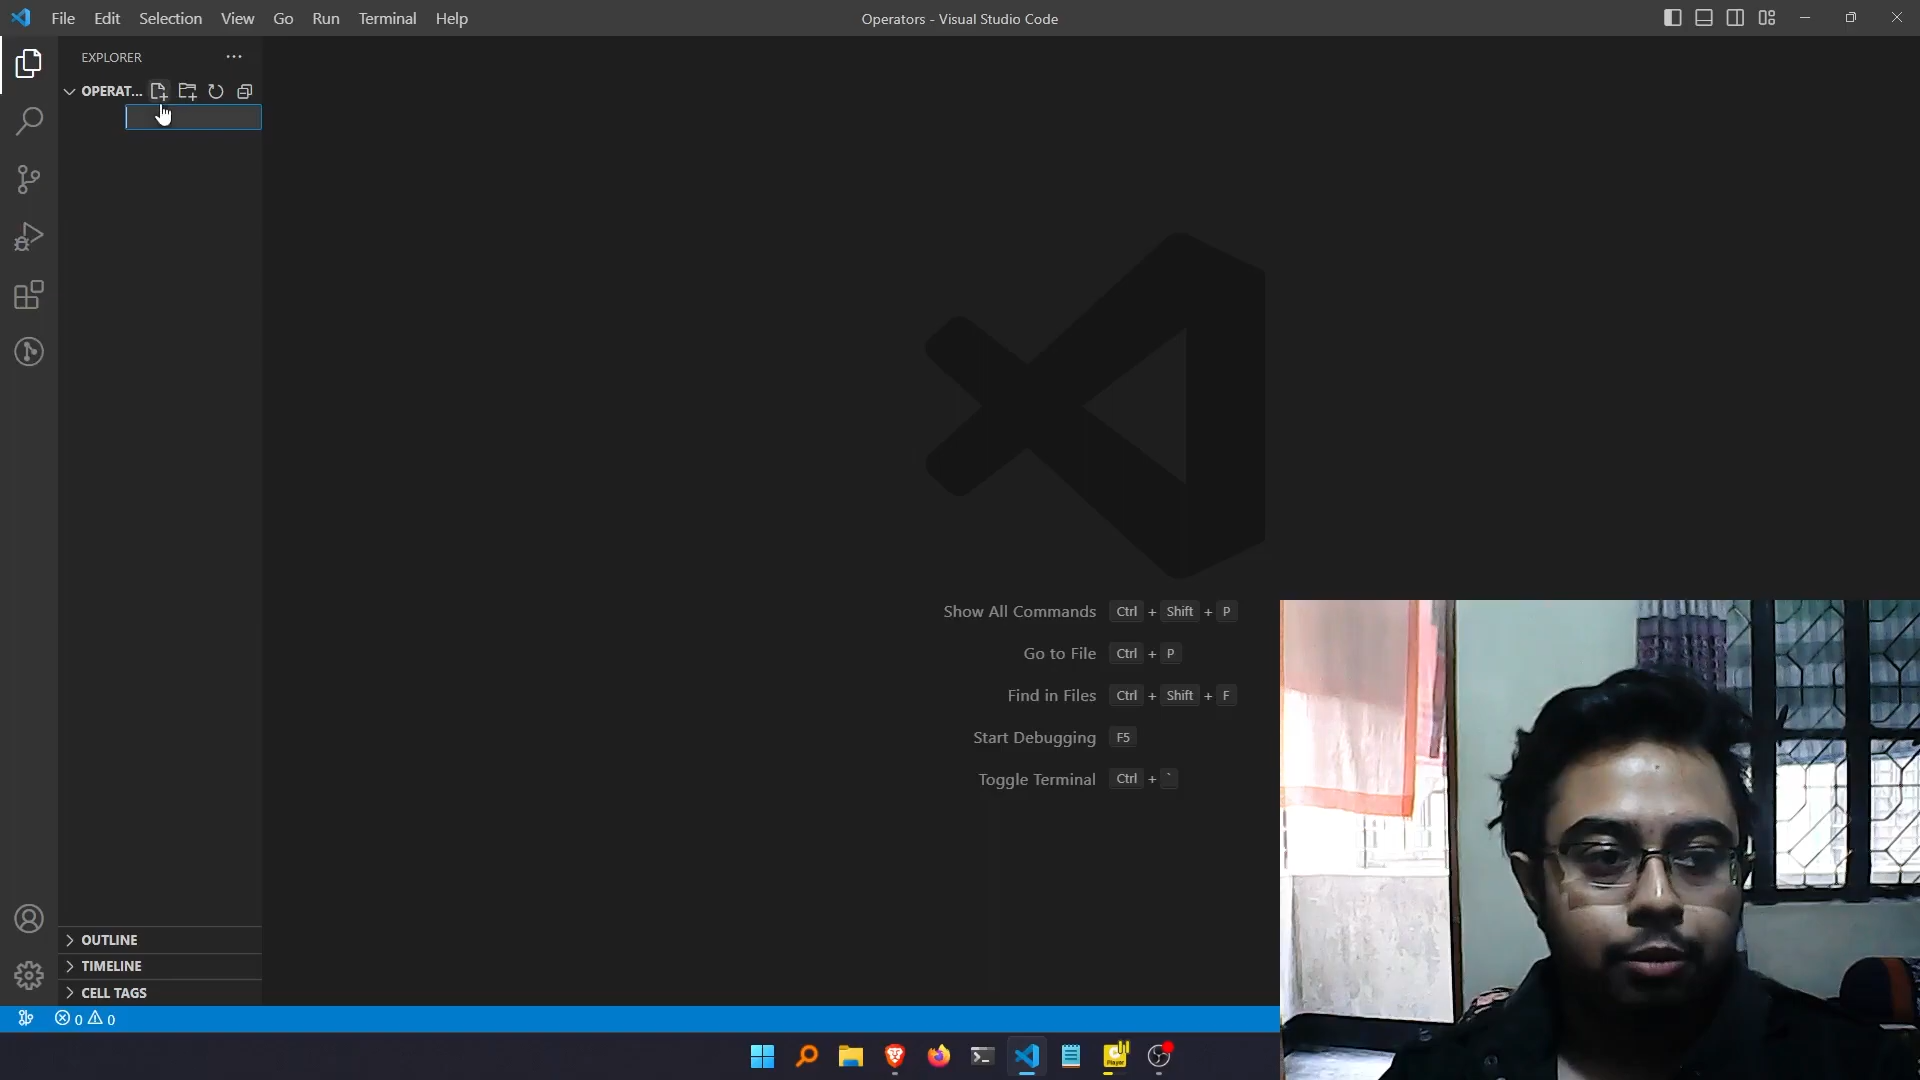 File Edit Selection View Go Run Terminal Help
Operators - Visual Studio Code
EXPLORER
OPERAT...
Show All Commands Ctrl + Shift + P
Go to File Ctrl + P
Find in Files Ctrl + Shift + F
Start Debugging F5
Toggle Terminal Ctrl + `
OUTLINE
TIMELINE
CELL TAGS
0 0
Player